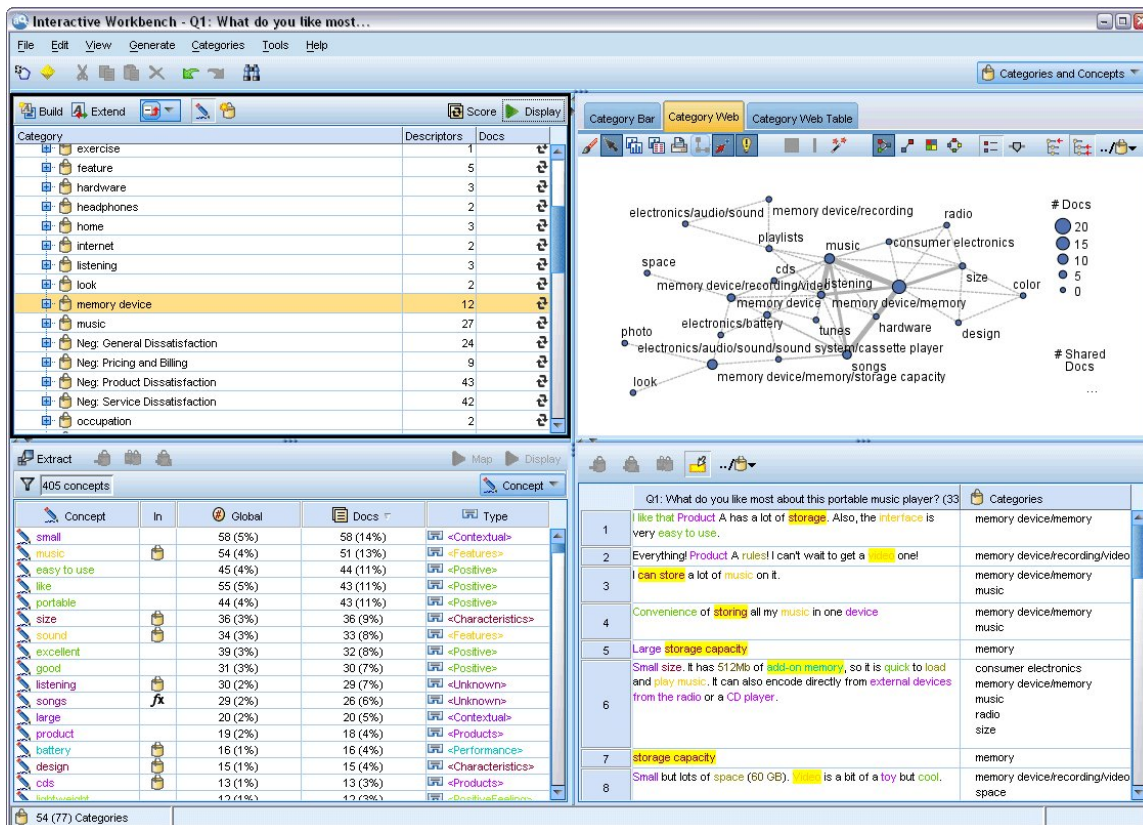 Interactive Workbench - Q1: What do you like most...
File Edit View Generate Categories Tools Help
Categories and Concepts
Build Extend Score Display
Category Descriptors Docs
exercise 1
feature 5
hardware 3
headphones 2
home 3
internet 2
listening 3
look 2
memory device 12
music 27
Neg: General Dissatisfaction 24
Neg: Pricing and Billing 9
Neg: Product Dissatisfaction 43
Neg: Service Dissatisfaction 42
occupation 2
Category Bar Category Web Category Web Table
../
electronics/audio/sound
memory device/recording
radio
playlists
music
consumer electronics
space
cds
size
memory device/recording/video
listening
color
memory device
memory device/memory
photo
electronics/battery
tunes
hardware
design
electronics/audio/sound/sound system/cassette player
songs
look
memory device/memory/storage capacity
# Docs
20
15
10
5
0
# Shared
Docs
...
Extract Map Display
405 concepts Concept
Concept In Global Docs Type
small 58 (5%) 58 (14%) <Contextual>
music 54 (4%) 51 (13%) <Features>
easy to use 45 (4%) 44 (11%) <Positive>
like 55 (5%) 43 (11%) <Positive>
portable 44 (4%) 43 (11%) <Positive>
size 36 (3%) 36 (9%) <Characteristics>
sound 34 (3%) 33 (8%) <Features>
excellent 39 (3%) 32 (8%) <Positive>
good 31 (3%) 30 (7%) <Positive>
listening 30 (2%) 29 (7%) <Unknown>
songs fx 29 (2%) 26 (6%) <Unknown>
large 20 (2%) 20 (5%) <Contextual>
product 19 (2%) 18 (4%) <Products>
battery 16 (1%) 16 (4%) <Performance>
design 15 (1%) 15 (4%) <Characteristics>
cds 13 (1%) 13 (3%) <Products>
lightweight 12 (1%) 12 (3%) <PositiveFeeling>
../
Q1: What do you like most about this portable music player? (33 Categories
1 I like that Product A has a lot of storage. Also, the interface is memory device/memory
very easy to use.
2 Everything! Product A rules! I can't wait to get a video one! memory device/recording/video
3 I can store a lot of music on it. memory device/memory
music
4 Convenience of storing all my music in one device memory device/memory
music
5 Large storage capacity memory
6 Small size. It has 512Mb of add-on memory, so it is quick to load consumer electronics
and play music. It can also encode directly from external devices memory device/memory
from the radio or a CD player. music
radio
size
7 storage capacity memory
8 Small but lots of space (60 GB). Video is a bit of a toy but cool. memory device/recording/video
space
54 (77) Categories